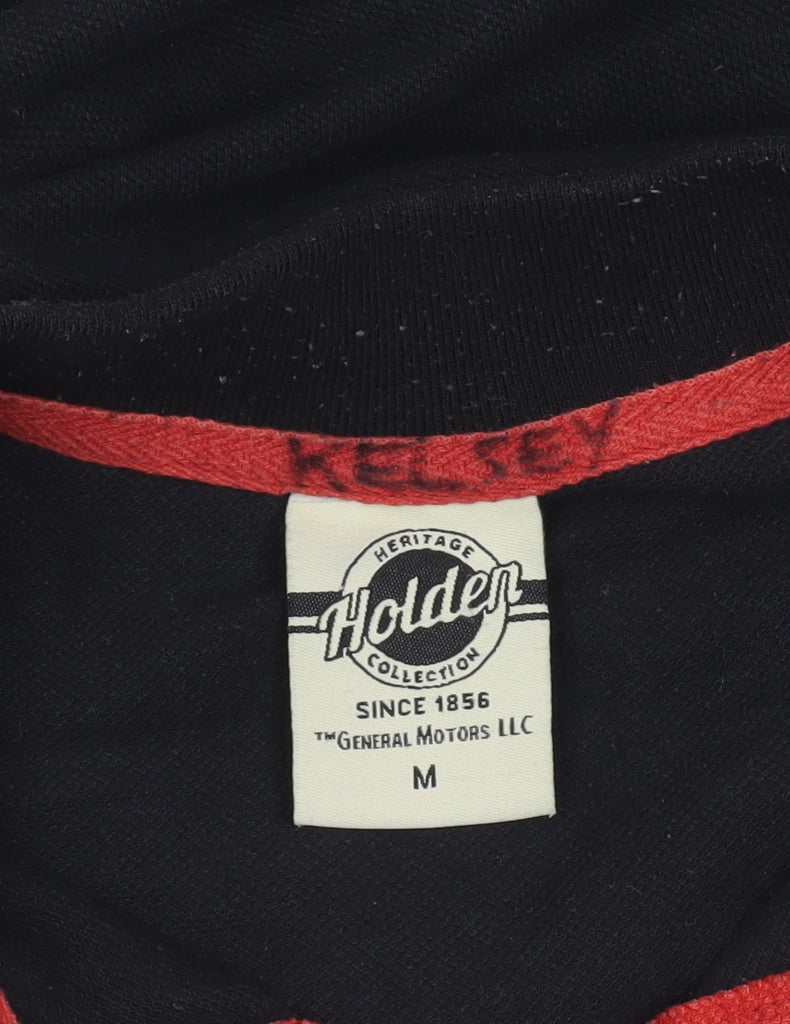 KELSEY
HERITAGE
Holden
COLLECTION
SINCE 1856
™GENERAL MOTORS LLC
M